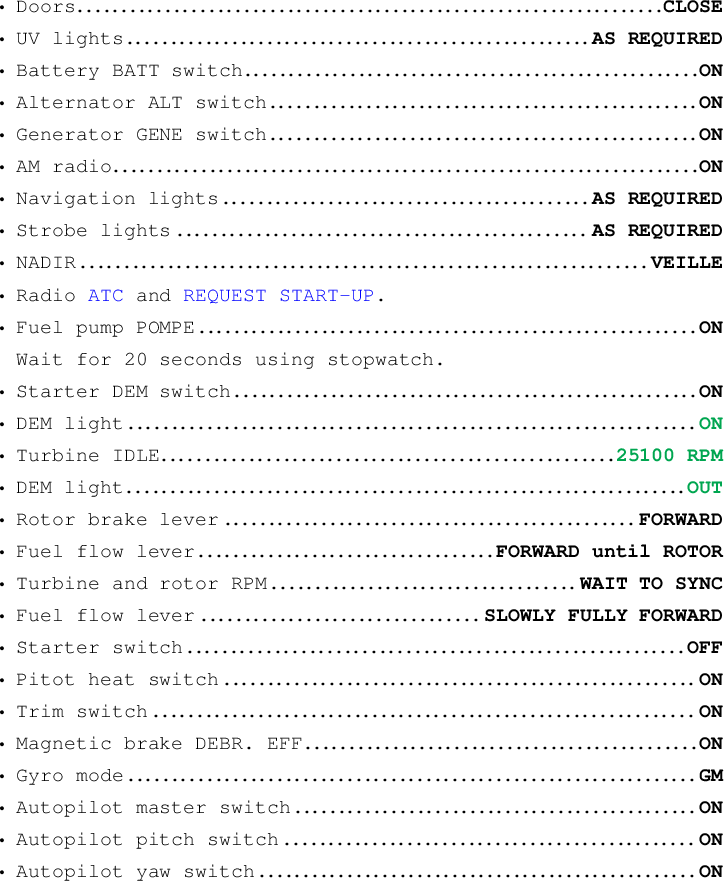 • Doors..................................................................CLOSE
• UV lights....................................................AS REQUIRED
• Battery BATT switch...................................................ON
• Alternator ALT switch................................................ON
• Generator GENE switch................................................ON
• AM radio..................................................................ON
• Navigation lights.........................................AS REQUIRED
• Strobe lights..............................................AS REQUIRED
• NADIR................................................................VEILLE
• Radio ATC and REQUEST START-UP.
• Fuel pump POMPE........................................................ON
Wait for 20 seconds using stopwatch.
• Starter DEM switch....................................................ON
• DEM light................................................................ON
• Turbine IDLE...................................................25100 RPM
• DEM light...............................................................OUT
• Rotor brake lever..............................................FORWARD
• Fuel flow lever.................................FORWARD until ROTOR
• Turbine and rotor RPM..................................WAIT TO SYNC
• Fuel flow lever...............................SLOWLY FULLY FORWARD
• Starter switch........................................................OFF
• Pitot heat switch.....................................................ON
• Trim switch.............................................................ON
• Magnetic brake DEBR. EFF............................................ON
• Gyro mode................................................................GM
• Autopilot master switch.............................................ON
• Autopilot pitch switch..............................................ON
• Autopilot yaw switch.................................................ON